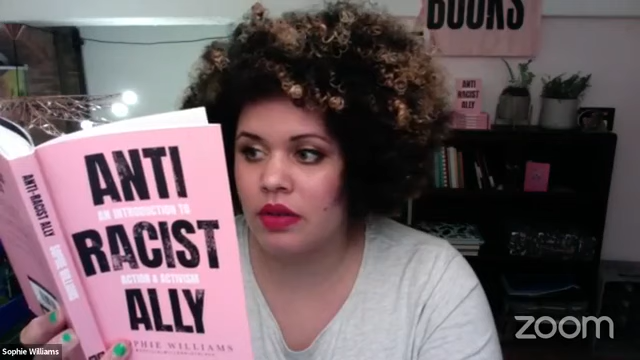 BOOKS
ANTI
RACIST
ALLY
ANTI
AN INTRODUCTION TO
RACIST
ACTION & ACTIVISM
ALLY
SOPHIE WILLIAMS
ANTI-RACIST ALLY
SOPHIE WILLIAMS
Sophie Williams
zoom